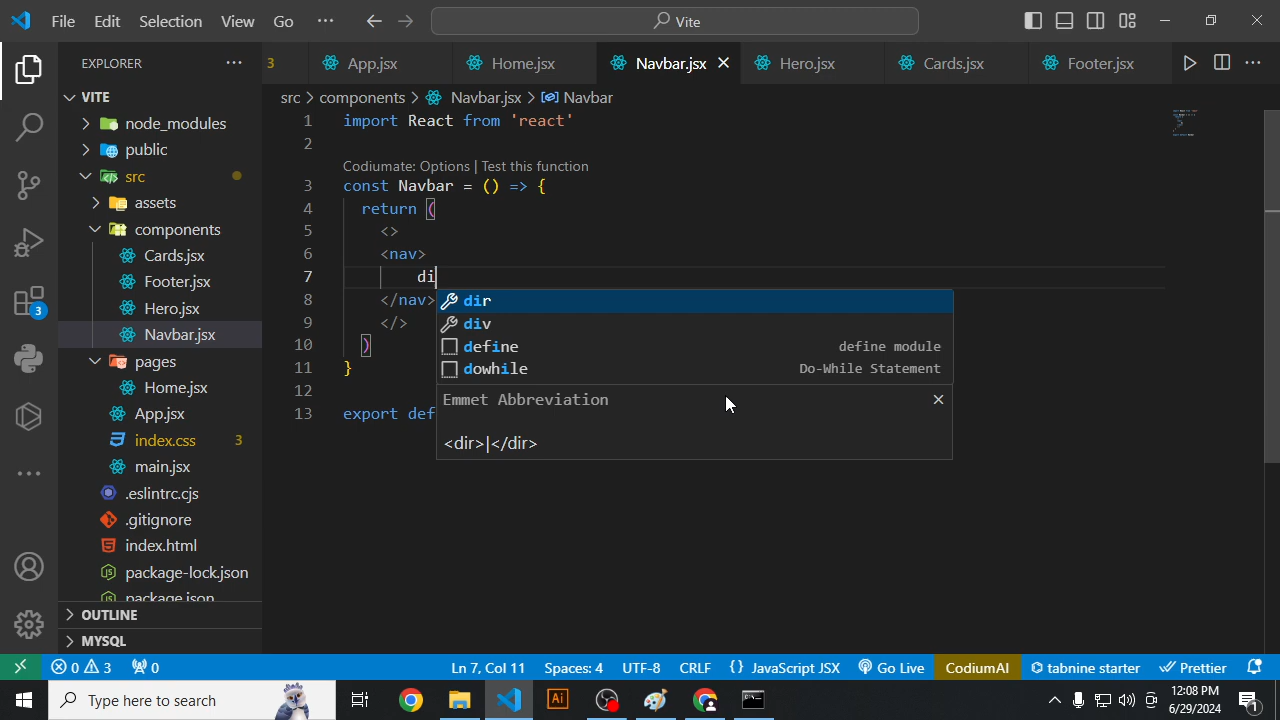 File Edit Selection View Go ··· Vite
EXPLORER ···
3 App.jsx Home.jsx Navbar.jsx Hero.jsx Cards.jsx Footer.jsx ···
VITE
node_modules
public
src
assets
components
Cards.jsx
Footer.jsx
Hero.jsx
Navbar.jsx
pages
Home.jsx
App.jsx
index.css 3
main.jsx
.eslintrc.cjs
.gitignore
index.html
package-lock.json
package.json
OUTLINE
MYSQL
3
src > components > Navbar.jsx > Navbar
1 import React from 'react'
2
Codiumate: Options | Test this function
3 const Navbar = () => {
4 return (
5 <>
6 <nav>
7 di
8 </nav>
9 </>
10 )
11 }
12
13 export def
dir
div
define define module
dowhile Do-While Statement
Emmet Abbreviation
<dir>|</dir>
0 3 0 Ln 7, Col 11 Spaces: 4 UTF-8 CRLF {} JavaScript JSX Go Live CodiumAI tabnine starter Prettier
Type here to search
Ai
12:08 PM
6/29/2024
1